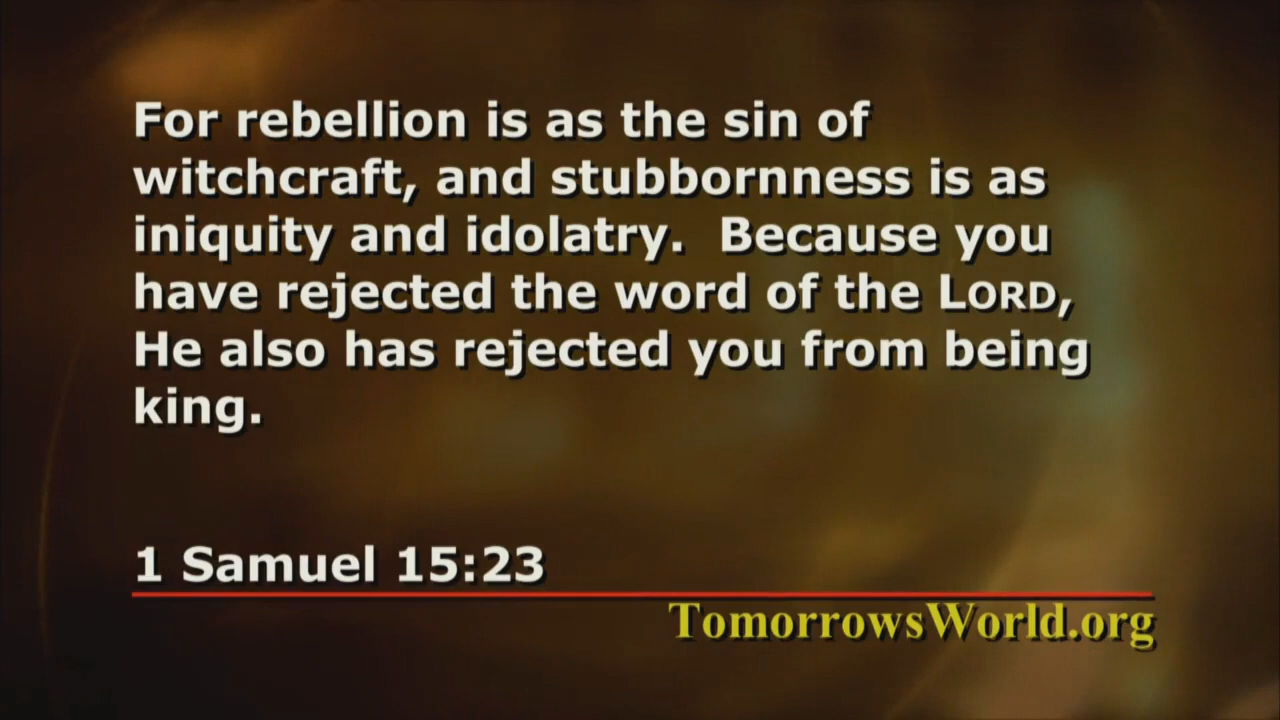 For rebellion is as the sin of
witchcraft, and stubbornness is as
iniquity and idolatry.  Because you
have rejected the word of the LORD,
He also has rejected you from being
king.
1 Samuel 15:23
TomorrowsWorld.org